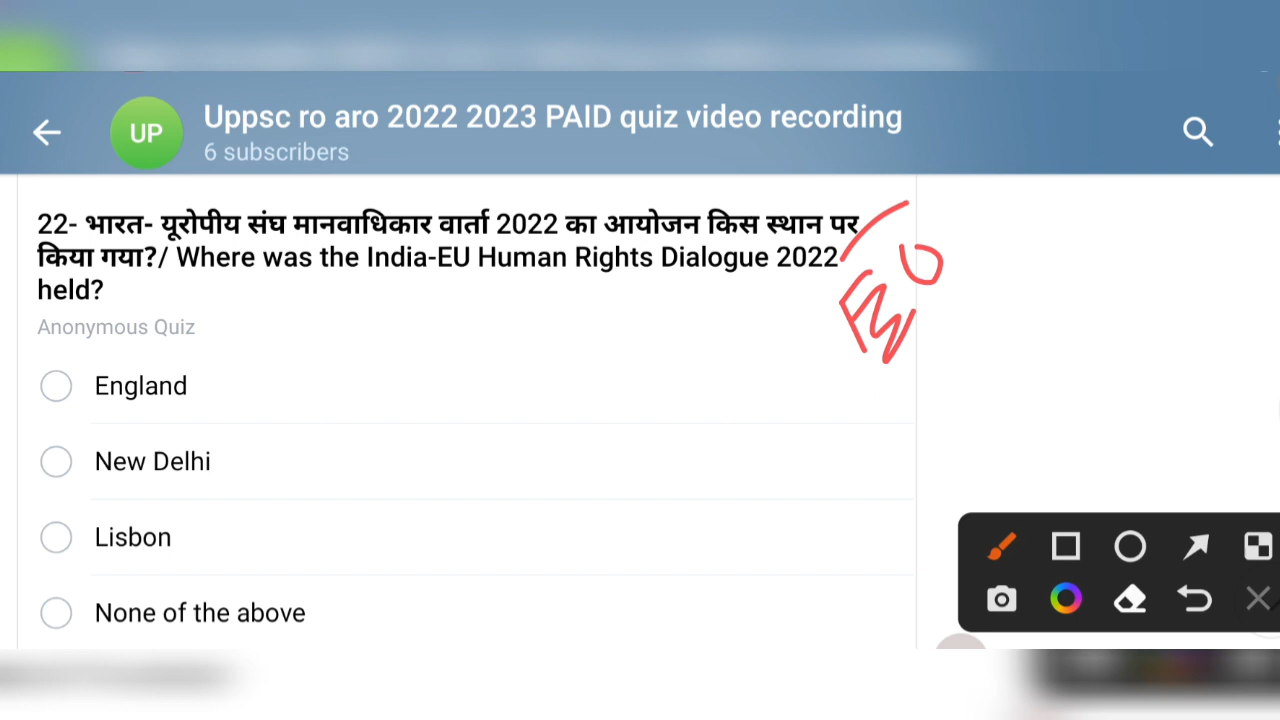 UP
Uppsc ro aro 2022 2023 PAID quiz video recording
6 subscribers
22- भारत- यूरोपीय संघ मानवाधिकार वार्ता 2022 का आयोजन किस स्थान पर
किया गया?/ Where was the India-EU Human Rights Dialogue 2022
held?
Anonymous Quiz
England
New Delhi
Lisbon
None of the above